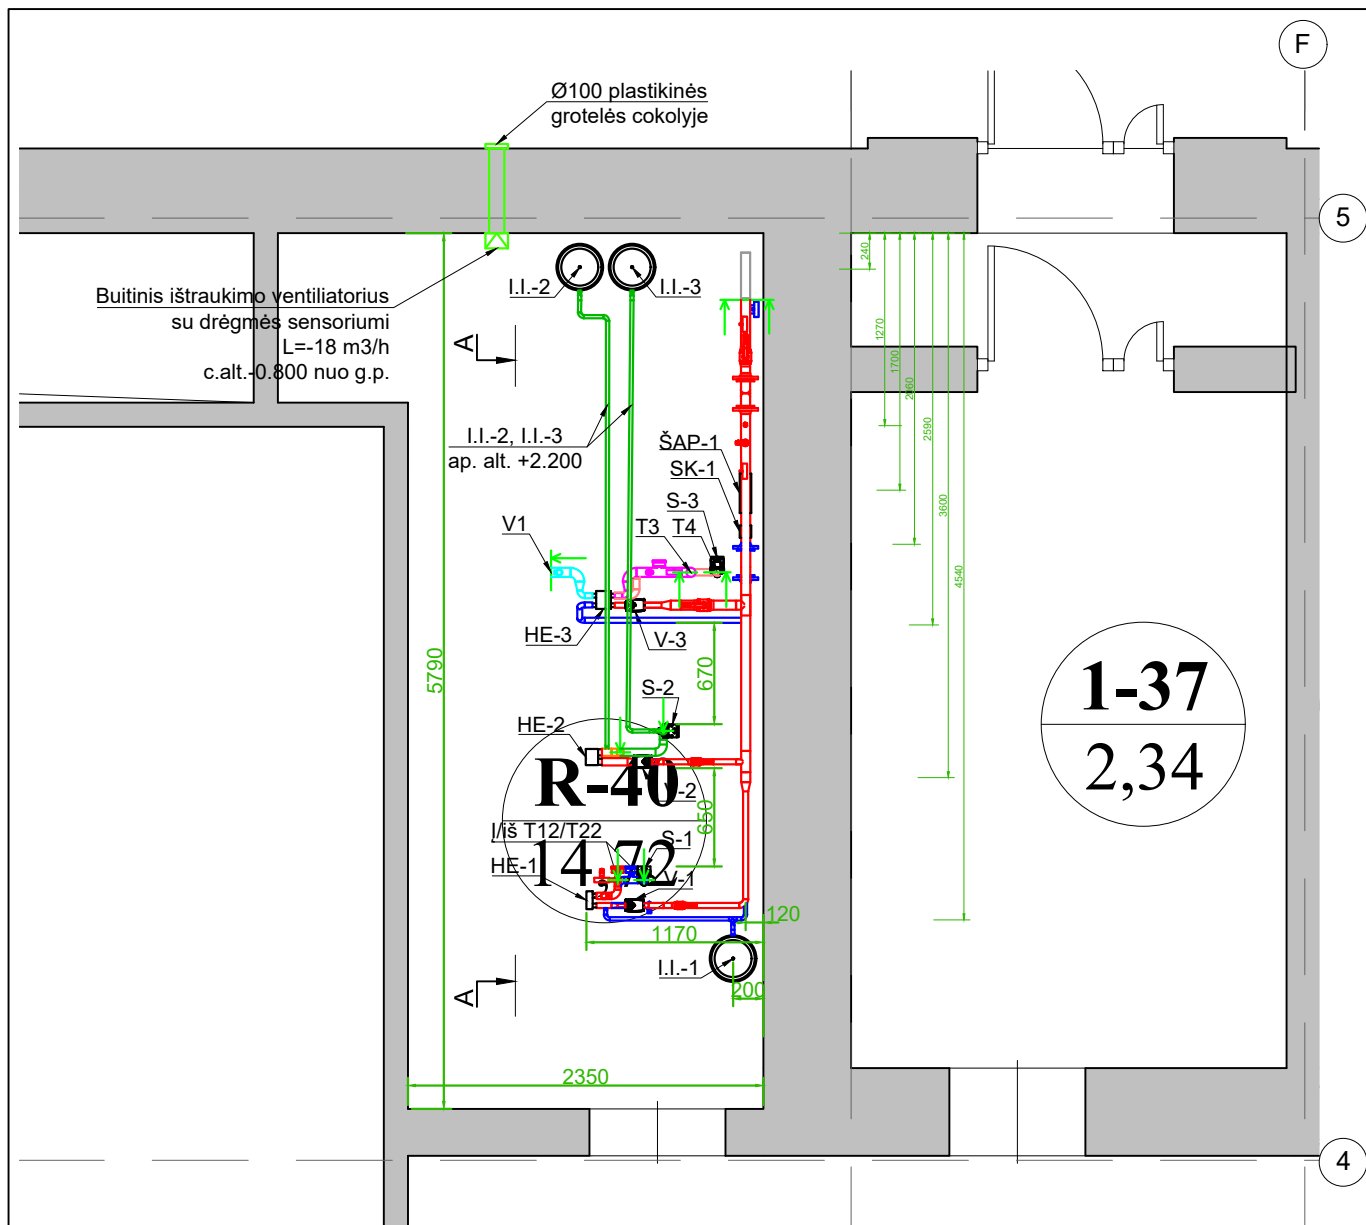 F
Ø100 plastikinės
grotelės cokolyje
5
240
I.I.-2
I.I.-3
Buitinis ištraukimo ventiliatorius
su drėgmės sensoriumi
L=-18 m3/h
c.alt.-0.800 nuo g.p.
A
1270
1700
2060
2590
3600
4540
I.I.-2, I.I.-3
ap. alt. +2.200
ŠAP-1
SK-1
S-3
V1
T3
T4
HE-3
V-3
5790
670
S-2
1-37
2,34
HE-2
R-40
14,72
V-2
650
Į/iš T12/T22
S-1
HE-1
V-1
120
1170
I.I.-1
A
200
2350
4